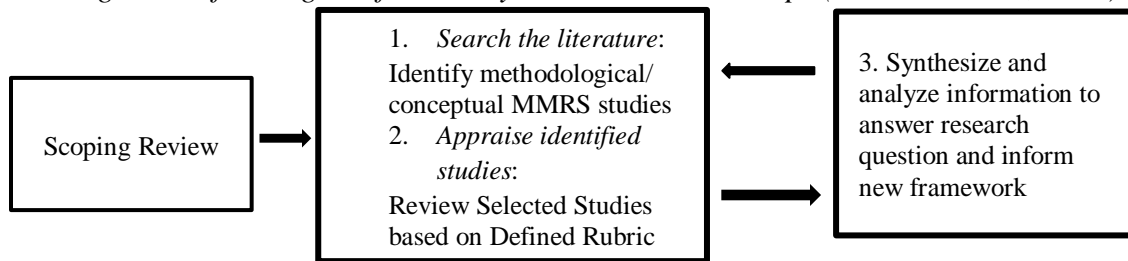 Scoping Review
1. Search the literature:
Identify methodological/
conceptual MMRS studies
2. Appraise identified
studies:
Review Selected Studies
based on Defined Rubric
3. Synthesize and
analyze information to
answer research
question and inform
new framework